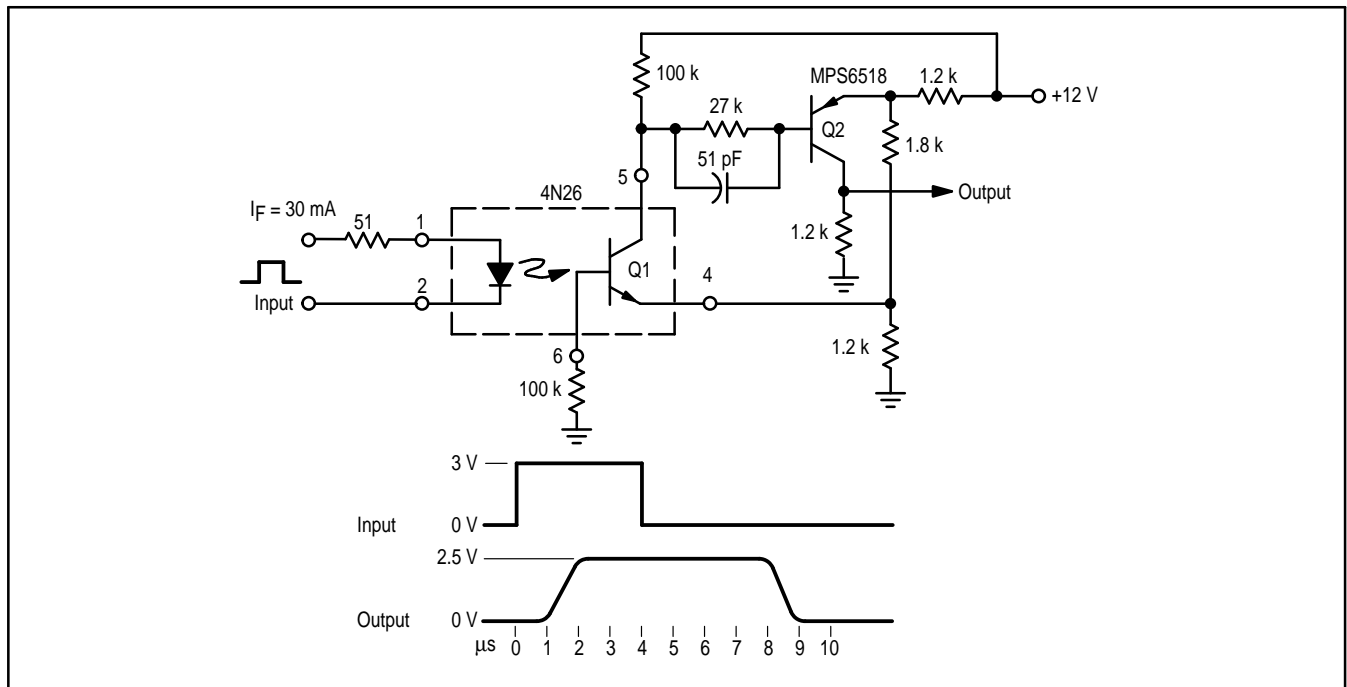 100 k
MPS6518
1.2 k
+12 V
27 k
Q2
1.8 k
51 pF
5
4N26
Output
IF = 30 mA
51
1
1.2 k
Q1
4
2
Input
1.2 k
6
100 k
3 V
Input
0 V
2.5 V
Output
0 V
μs 0 1 2 3 4 5 6 7 8 9 10